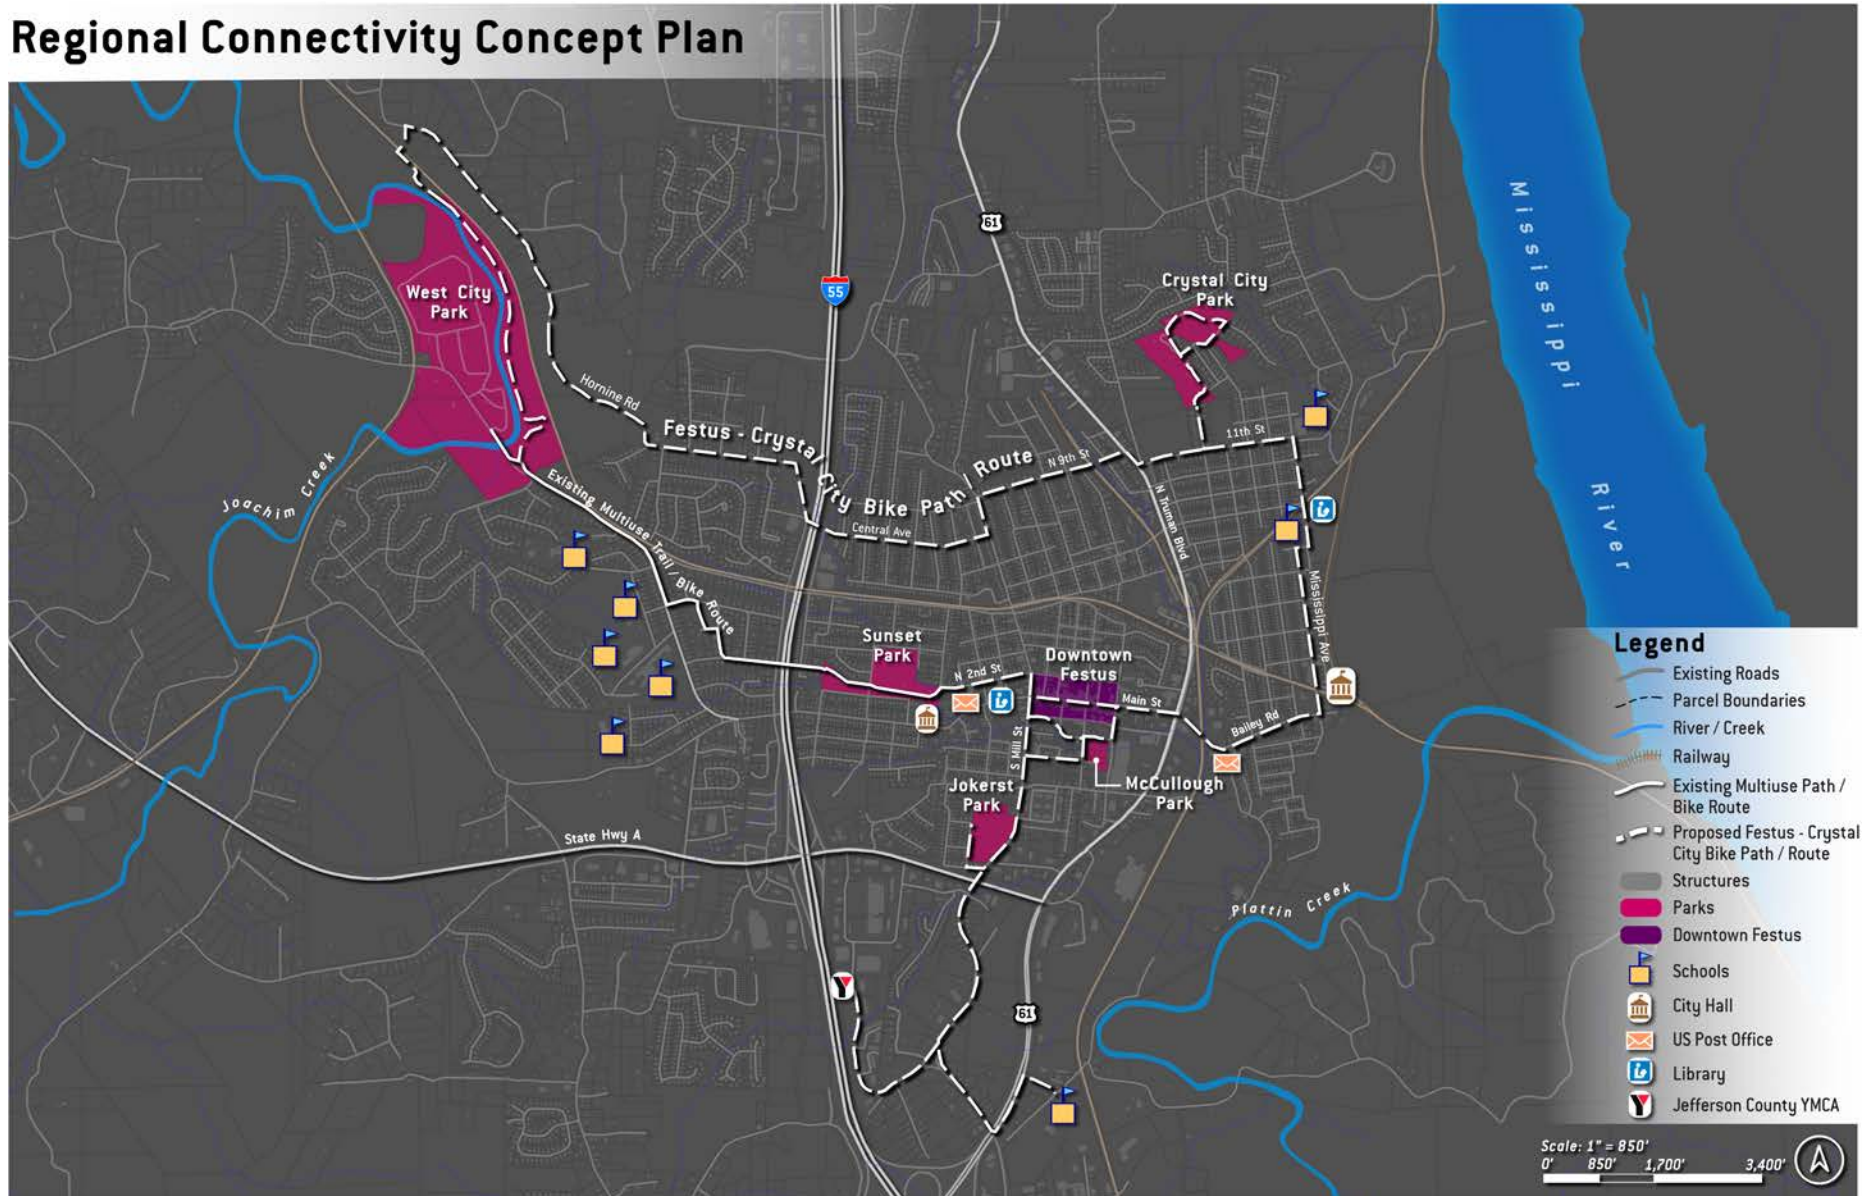 Regional Connectivity Concept Plan
61
55
West City
Park
Crystal City
Park
Hornine Rd
Festus - Crystal City Bike Path / Route
N 9th St
11th St
Central Ave
N Truman Blvd
Mississippi Ave
Joachim Creek
Existing Multiuse Trail / Bike Route
Sunset
Park
N 2nd St
Downtown
Festus
Main St
Bailey Rd
S Mill St
McCullough
Park
Jokerst
Park
State Hwy A
Plattin Creek
61
Mississippi River
Legend
Existing Roads
Parcel Boundaries
River / Creek
Railway
Existing Multiuse Path /
Bike Route
Proposed Festus - Crystal
City Bike Path / Route
Structures
Parks
Downtown Festus
Schools
City Hall
US Post Office
Library
Jefferson County YMCA
Scale: 1" = 850'
0' 850' 1,700' 3,400'